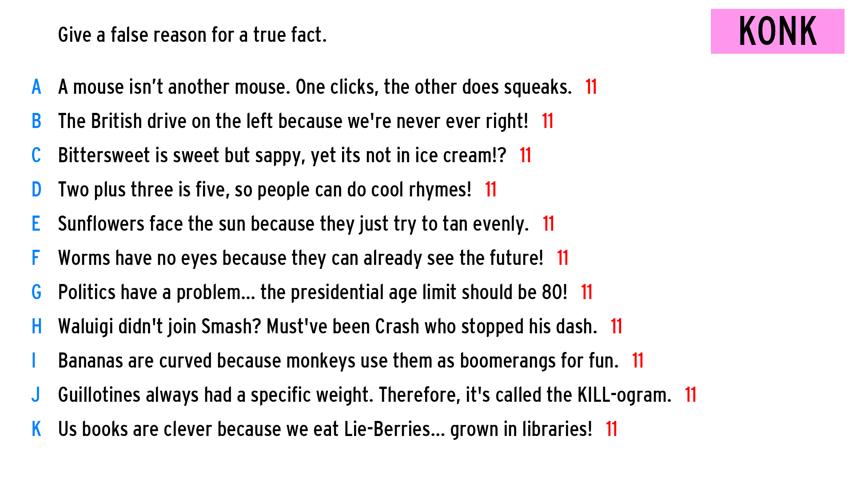 Give a false reason for a true fact.
KONK
A A mouse isn’t another mouse. One clicks, the other does squeaks. 11
B The British drive on the left because we're never ever right! 11
C Bittersweet is sweet but sappy, yet its not in ice cream!? 11
D Two plus three is five, so people can do cool rhymes! 11
E Sunflowers face the sun because they just try to tan evenly. 11
F Worms have no eyes because they can already see the future! 11
G Politics have a problem... the presidential age limit should be 80! 11
H Waluigi didn't join Smash? Must've been Crash who stopped his dash. 11
I Bananas are curved because monkeys use them as boomerangs for fun. 11
J Guillotines always had a specific weight. Therefore, it's called the KILL-ogram. 11
K Us books are clever because we eat Lie-Berries... grown in libraries! 11